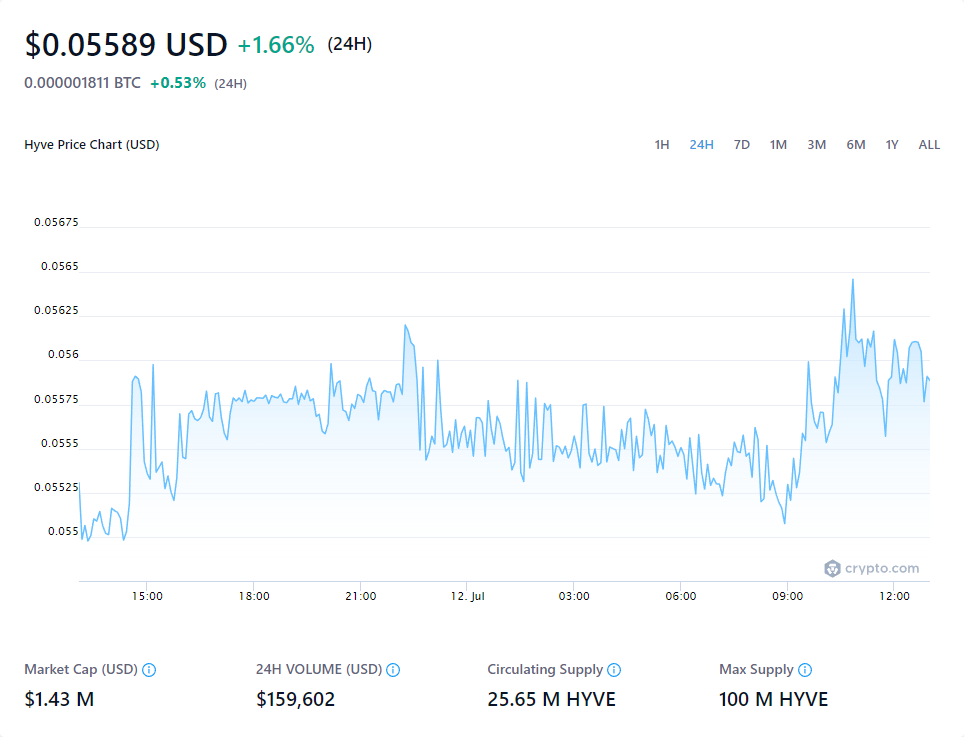 $0.05589 USD +1.66% (24H)
0.000001811 BTC +0.53% (24H)
Hyve Price Chart (USD)
1H 24H 7D 1M 3M 6M 1Y ALL
0.05675
0.0565
0.05625
0.056
0.05575
0.0555
0.05525
0.055
crypto.com
15:00 18:00 21:00 12. Jul 03:00 06:00 09:00 12:00
Market Cap (USD) 24H VOLUME (USD) Circulating Supply Max Supply
$1.43 M $159,602 25.65 M HYVE 100 M HYVE